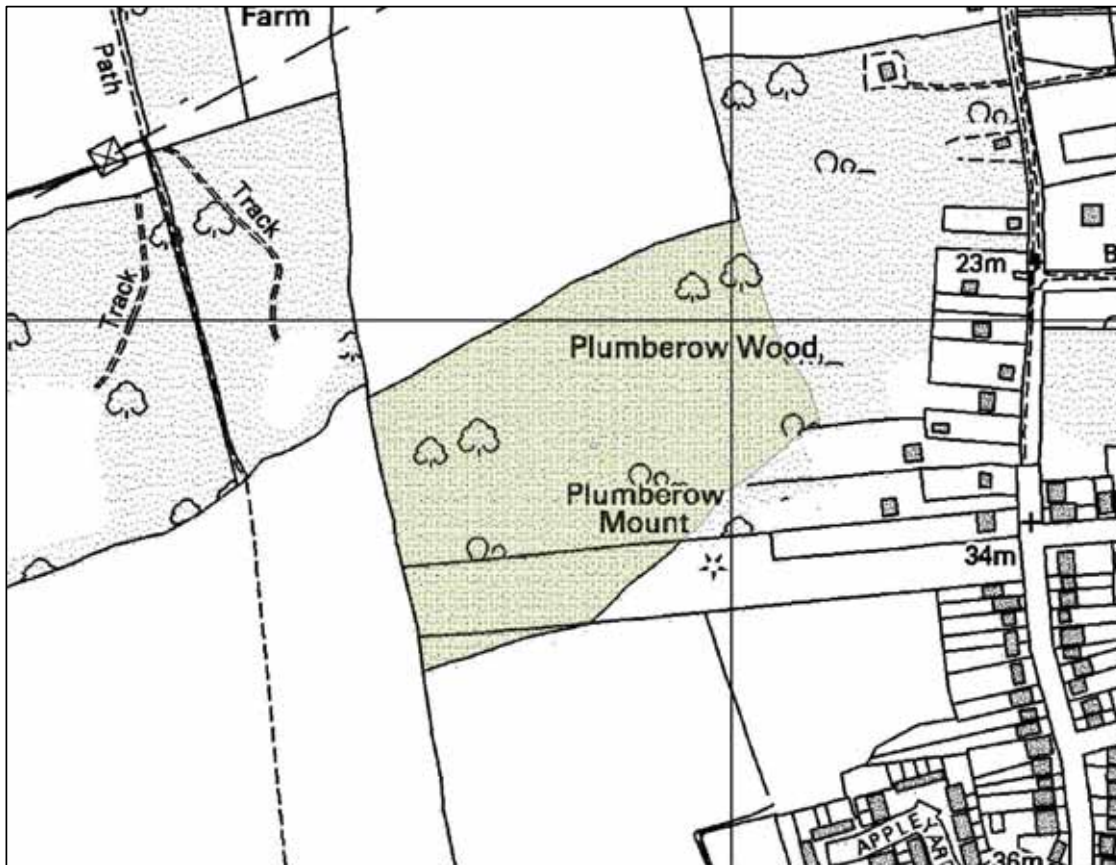 Farm
Path
Track
Track
23m
B
Plumberow Wood
Plumberow
Mount
34m
APPLEYARD
36m